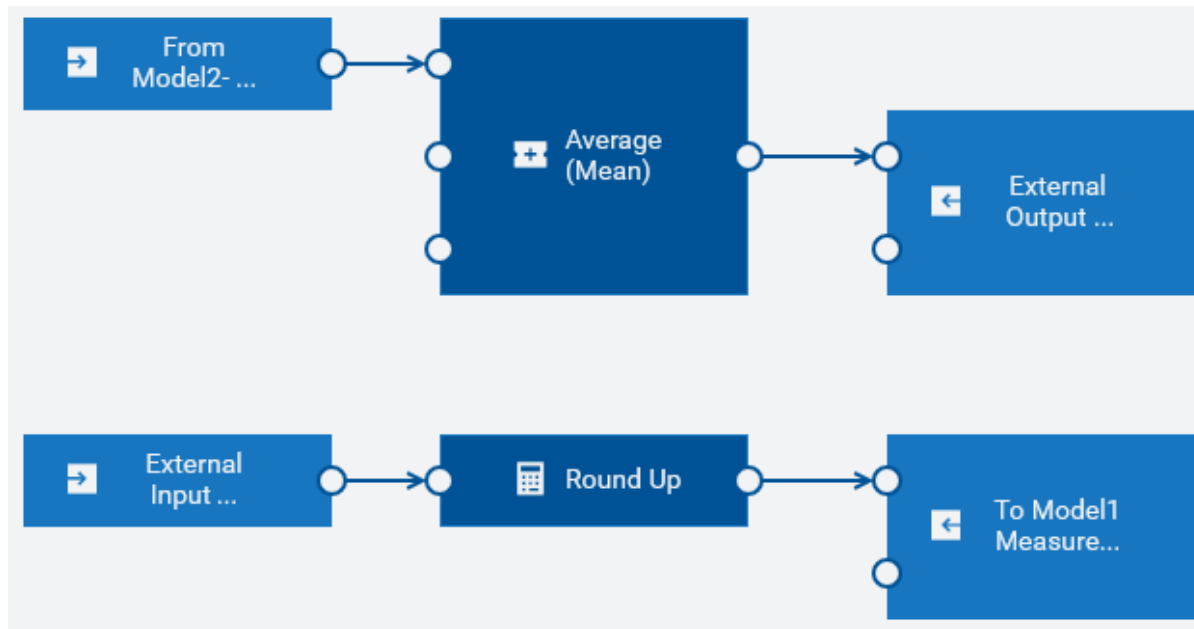 From
Model2- ...
Average
(Mean)
External
Output ...
External
Input ...
Round Up
To Model1
Measure...